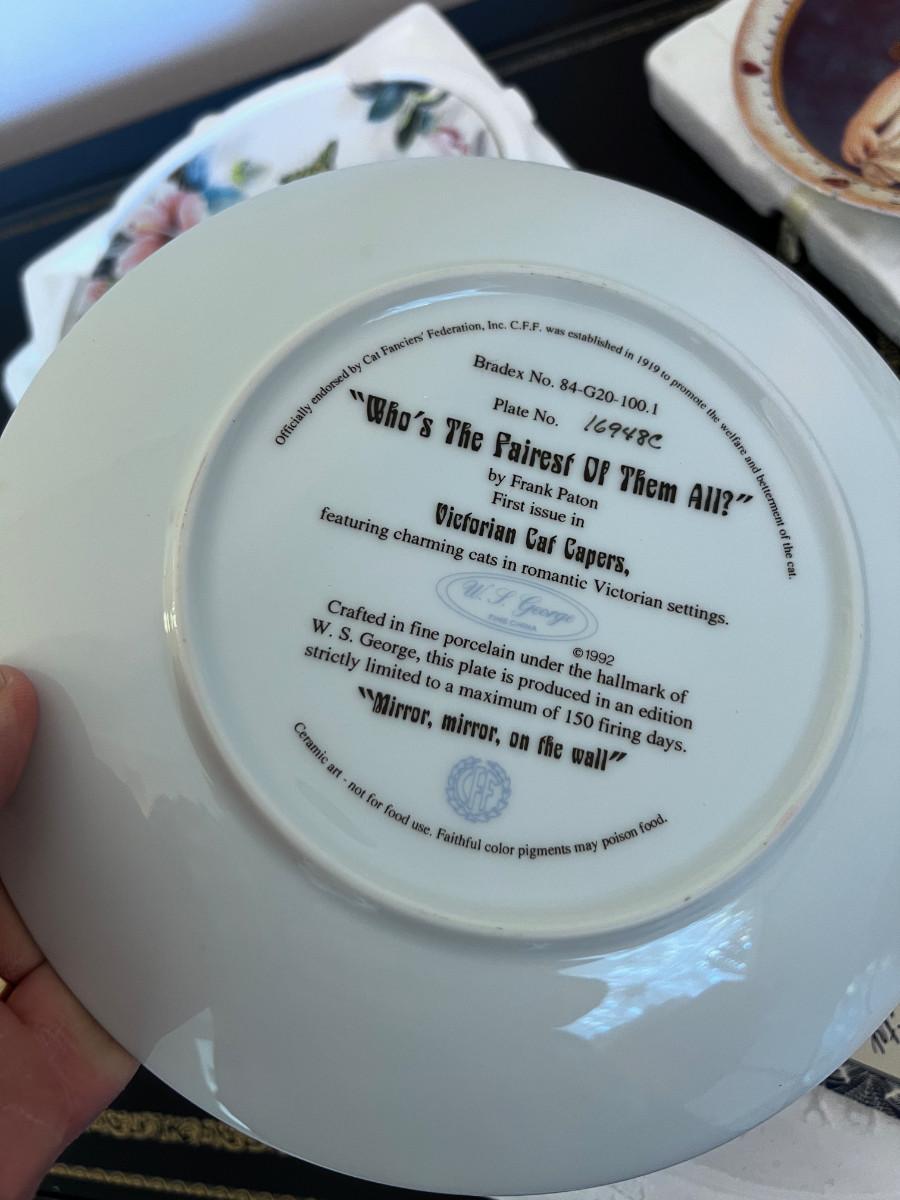 Officially endorsed by Cat Fanciers' Federation, Inc. C.F.F. was established in 1919 to promote the welfare and betterment of the cat.
Bradex No. 84-G20-100.1
Plate No. 16948C
"Who's The Fairest Of Them All?"
by Frank Paton
First issue in
Victorian Cat Capers,
featuring charming cats in romantic Victorian settings.
W. S. George
FINE CHINA
©1992
Crafted in fine porcelain under the hallmark of
W. S. George, this plate is produced in an edition
strictly limited to a maximum of 150 firing days.
"Mirror, mirror, on the wall"
CFF
Ceramic art - not for food use. Faithful color pigments may poison food.